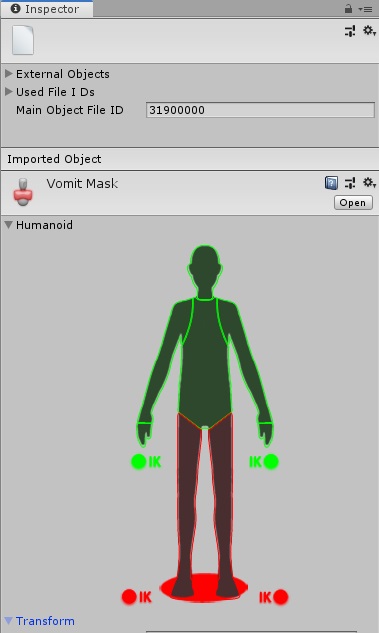 Inspector
External Objects
Used File I Ds
Main Object File ID 31900000
Imported Object
Vomit Mask
Open
Humanoid
IK IK
IK IK
Transform